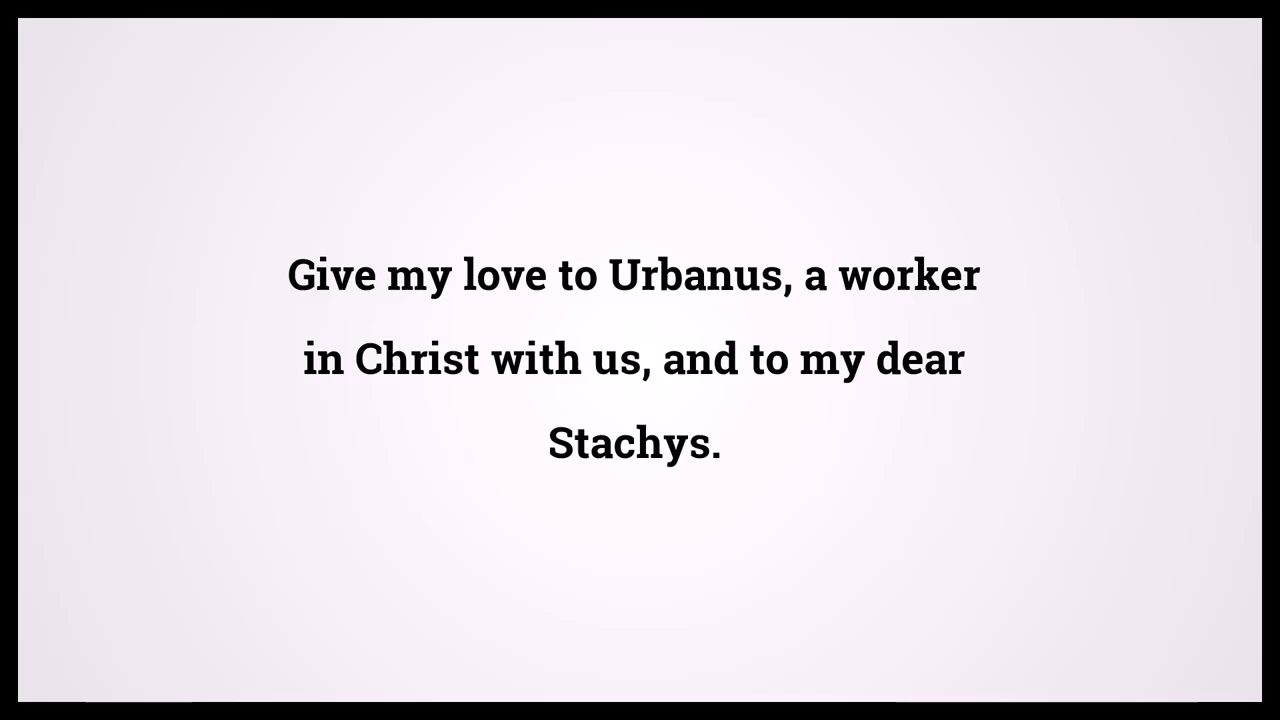 Give my love to Urbanus, a worker
in Christ with us, and to my dear
Stachys.